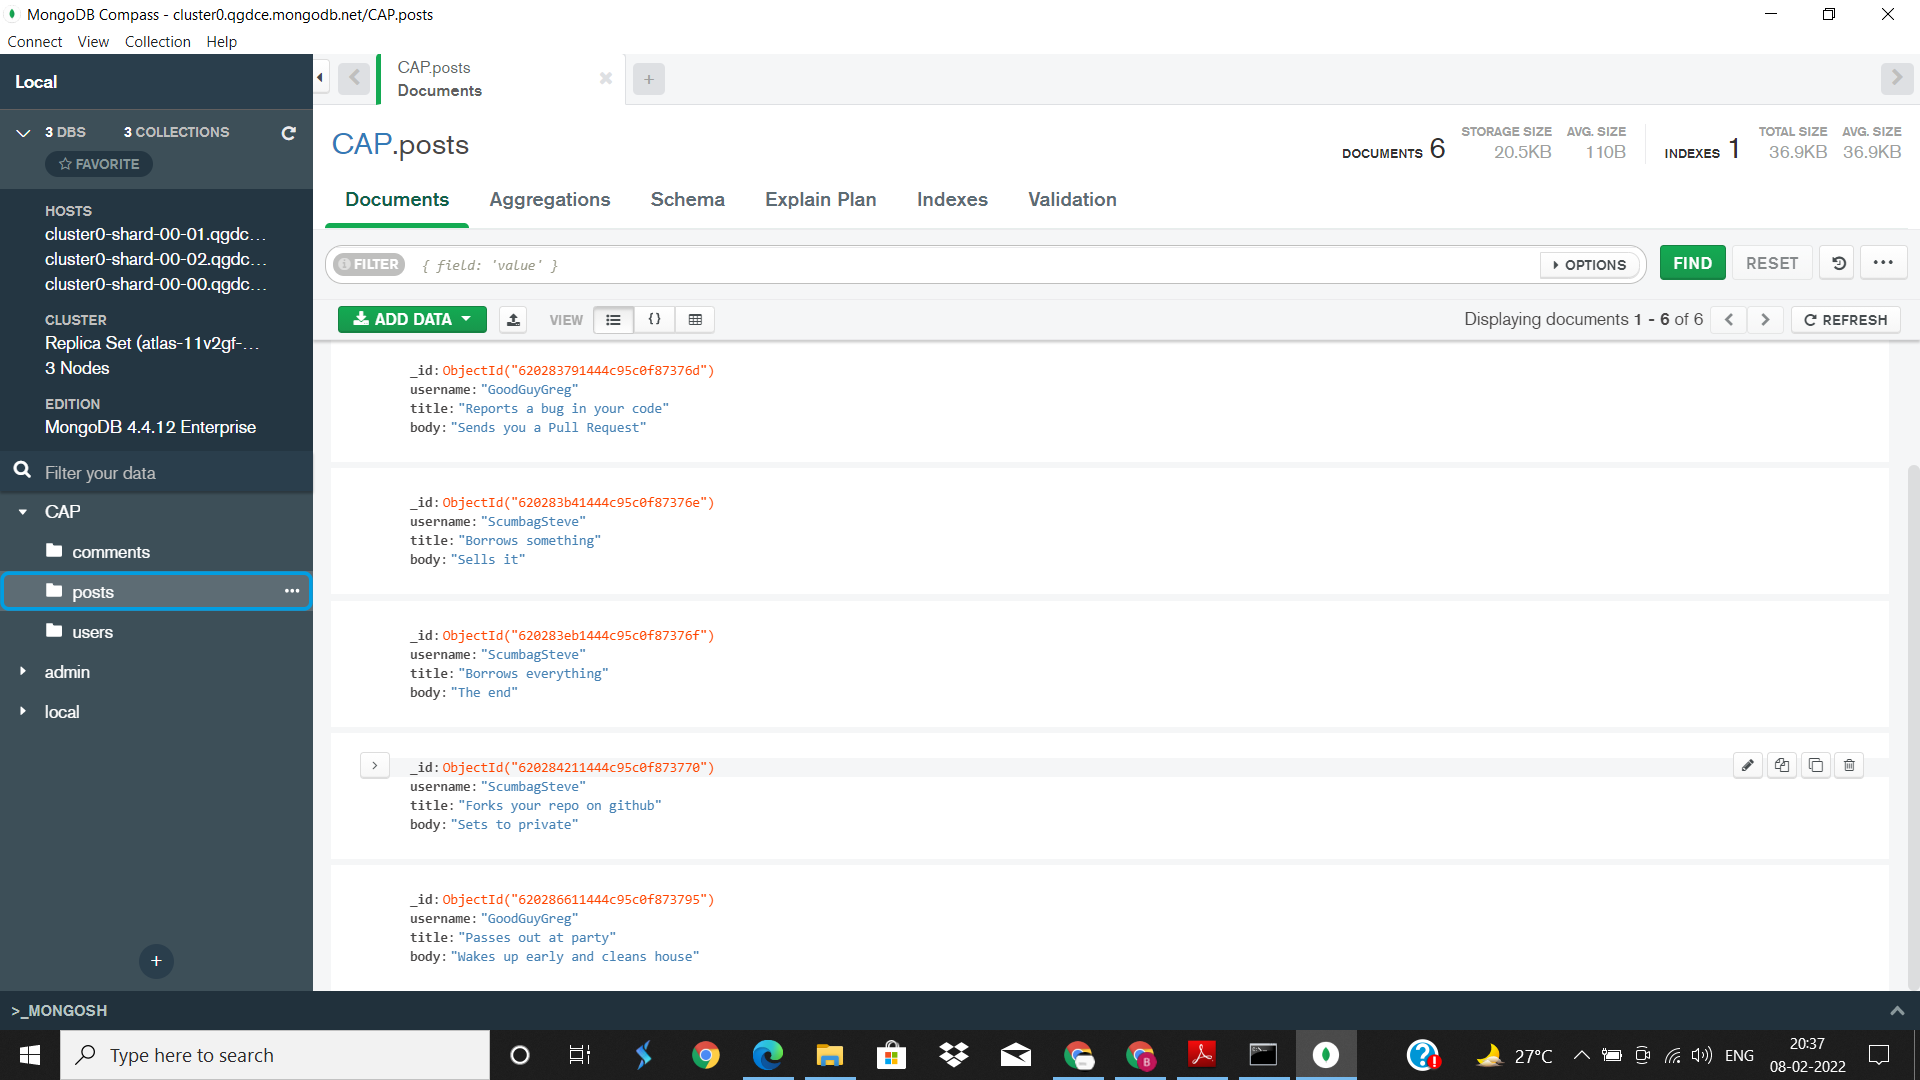 MongoDB Compass - cluster0.qgdce.mongodb.net/CAP.posts
Connect View Collection Help
Local
CAP.posts
Documents
3 DBS 3 COLLECTIONS
FAVORITE
CAP.posts
DOCUMENTS 6
STORAGE SIZE
20.5KB
AVG. SIZE
110B
INDEXES 1
TOTAL SIZE
36.9KB
AVG. SIZE
36.9KB
Documents Aggregations Schema Explain Plan Indexes Validation
HOSTS
cluster0-shard-00-01.qgdc...
cluster0-shard-00-02.qgdc...
cluster0-shard-00-00.qgdc...
CLUSTER
Replica Set (atlas-11v2gf-...
3 Nodes
EDITION
MongoDB 4.4.12 Enterprise
Filter your data
CAP
comments
posts
users
admin
local
FILTER { field: 'value' } OPTIONS FIND RESET
ADD DATA VIEW {} Displaying documents 1 - 6 of 6 REFRESH
_id: ObjectId("620283791444c95c0f87376d")
username: "GoodGuyGreg"
title: "Reports a bug in your code"
body: "Sends you a Pull Request"
_id: ObjectId("620283b41444c95c0f87376e")
username: "ScumbagSteve"
title: "Borrows something"
body: "Sells it"
_id: ObjectId("620283eb1444c95c0f87376f")
username: "ScumbagSteve"
title: "Borrows everything"
body: "The end"
_id: ObjectId("620284211444c95c0f873770")
username: "ScumbagSteve"
title: "Forks your repo on github"
body: "Sets to private"
_id: ObjectId("620286611444c95c0f873795")
username: "GoodGuyGreg"
title: "Passes out at party"
body: "Wakes up early and cleans house"
>_MONGOSH
Type here to search
27°C
ENG
20:37
08-02-2022